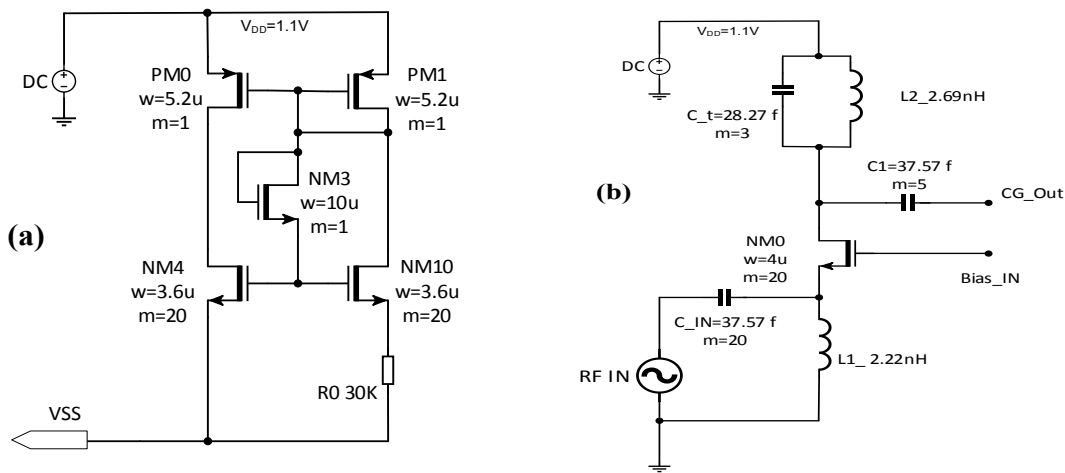 V_DD=1.1V
DC
PM0
w=5.2u
m=1
PM1
w=5.2u
m=1
NM3
w=10u
m=1
(a)
NM4
w=3.6u
m=20
NM10
w=3.6u
m=20
R0 30K
VSS
V_DD=1.1V
DC
C_t=28.27 f
m=3
L2_2.69nH
(b)
C1=37.57 f
m=5
CG_Out
NM0
w=4u
m=20
Bias_IN
C_IN=37.57 f
m=20
L1_ 2.22nH
RF IN